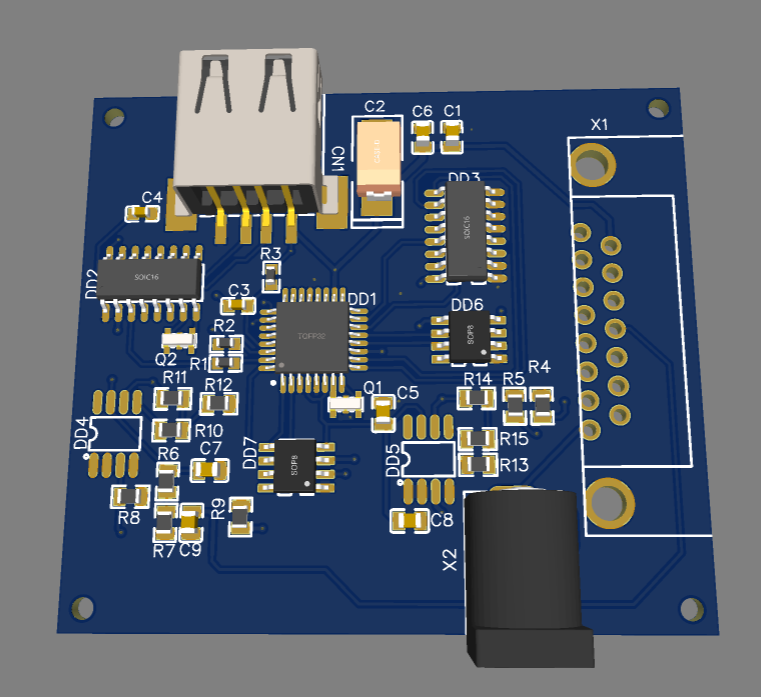 C2
C6
C1
X1
CN1
DD3
C4
SOIC16
DD2
SOIC16
R3
C3
DD1
DD6
R2
TQFP32
SOP8
Q2
R1
R11
R12
Q1
C5
R14
R5
R4
DD4
R10
R15
R6
C7
DD7
SOP8
DD5
R13
R8
R9
C8
R7
C9
X2